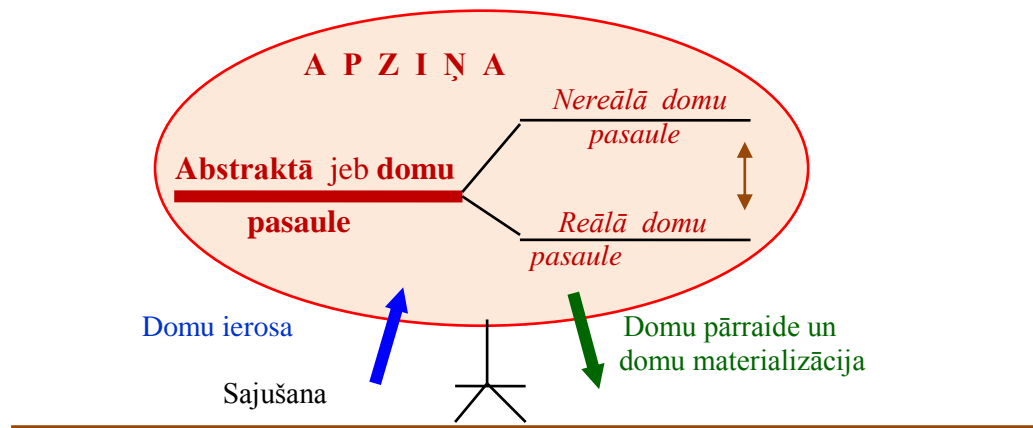 A P Z I Ņ A
Nereālā domu
pasaule
Abstraktā jeb domu
pasaule
Reālā domu
pasaule
Domu ierosa
Sajušana
Domu pārraide un
domu materializācija